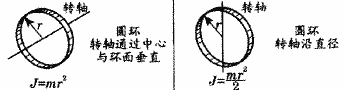 转轴
r
圆环
转轴通过中心
与环面垂直
J=mr²
转轴
r
圆环
转轴沿直径
J=mr²/2